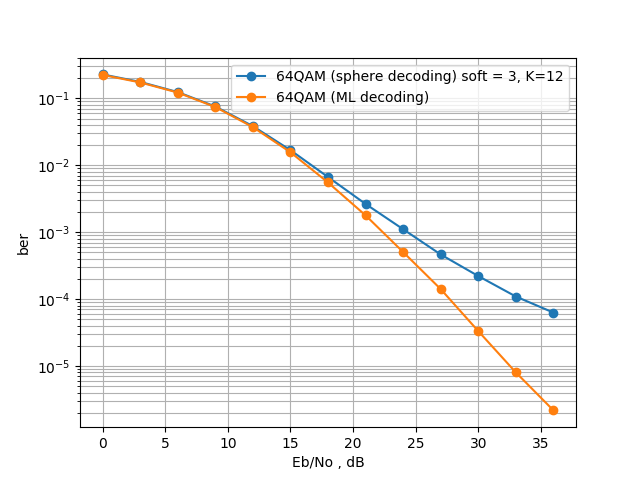 64QAM (sphere decoding) soft = 3, K=12
64QAM (ML decoding)
10⁻¹
10⁻²
10⁻³
10⁻⁴
10⁻⁵
ber
0 5 10 15 20 25 30 35
Eb/No , dB